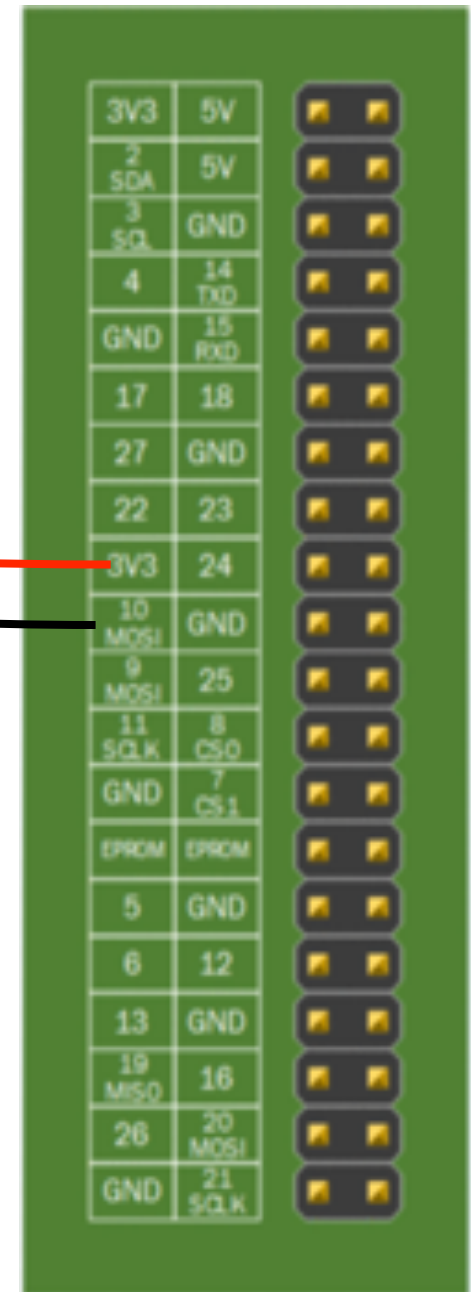 3V3 5V
2 SDA 5V
3 SCL GND
4 14 TXD
GND 15 RXD
17 18
27 GND
22 23
3V3 24
10 MOSI GND
9 MOSI 25
11 SCLK 8 CS0
GND 7 CS1
EPROM EPROM
5 GND
6 12
13 GND
19 MISO 16
26 20 MOSI
GND 21 SCLK